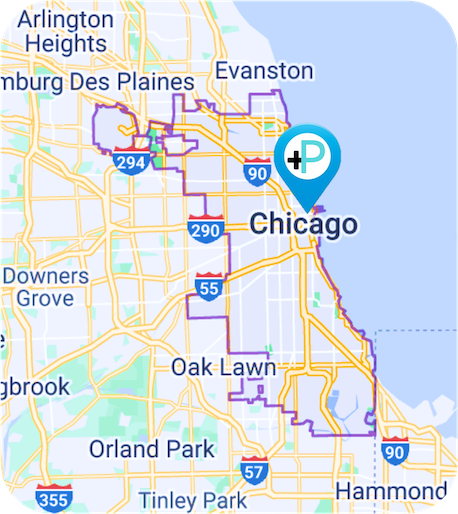 Arlington
Heights
mburg Des Plaines
Evanston
294
90
+P
Chicago
290
Downers
Grove
55
Oak Lawn
gbrook
Orland Park
90
57
355
Tinley Park
Hammond